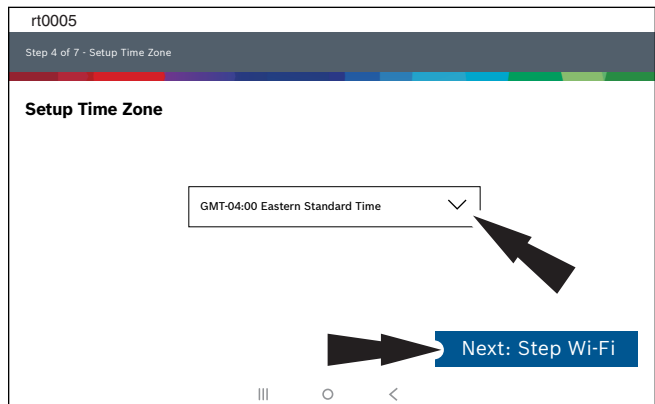 rt0005
Step 4 of 7 - Setup Time Zone
Setup Time Zone
GMT-04:00 Eastern Standard Time
Next: Step Wi-Fi